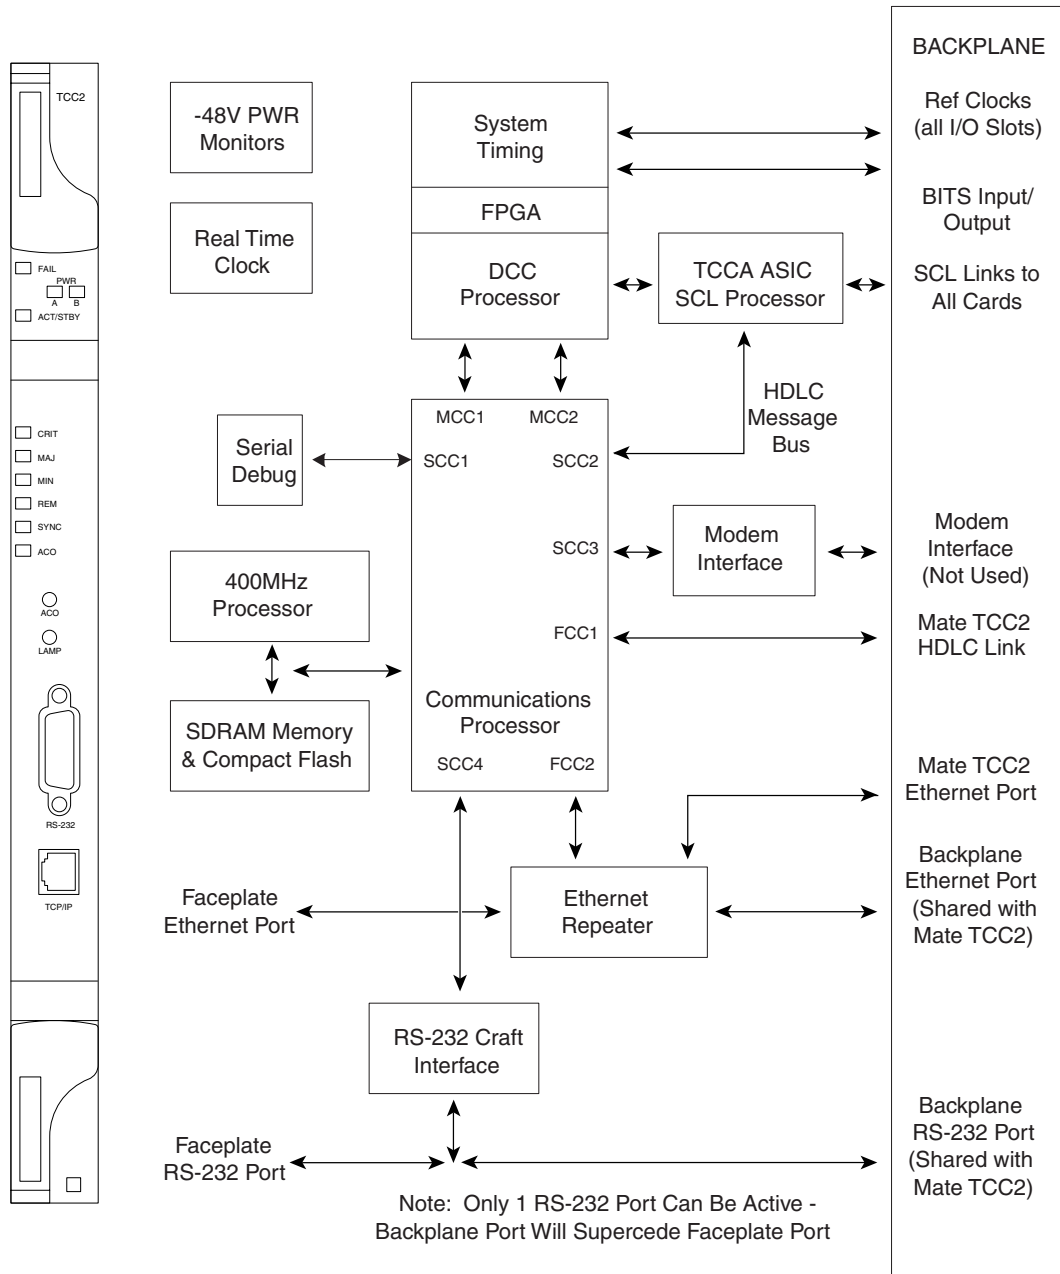 TCC2
FAIL
PWR
A B
ACT/STBY
CRIT
MAJ
MIN
REM
SYNC
ACO
ACO
LAMP
RS-232
TCP/IP
-48V PWR
Monitors
Real Time
Clock
System
Timing
FPGA
DCC
Processor
TCCA ASIC
SCL Processor
HDLC
Message
Bus
MCC1
MCC2
SCC1
SCC2
SCC3
FCC1
Communications
Processor
SCC4
FCC2
Serial
Debug
400MHz
Processor
SDRAM Memory
& Compact Flash
Modem
Interface
Faceplate
Ethernet Port
Ethernet
Repeater
RS-232 Craft
Interface
Faceplate
RS-232 Port
Note: Only 1 RS-232 Port Can Be Active -
Backplane Port Will Supercede Faceplate Port
BACKPLANE
Ref Clocks
(all I/O Slots)
BITS Input/
Output
SCL Links to
All Cards
Modem
Interface
(Not Used)
Mate TCC2
HDLC Link
Mate TCC2
Ethernet Port
Backplane
Ethernet Port
(Shared with
Mate TCC2)
Backplane
RS-232 Port
(Shared with
Mate TCC2)